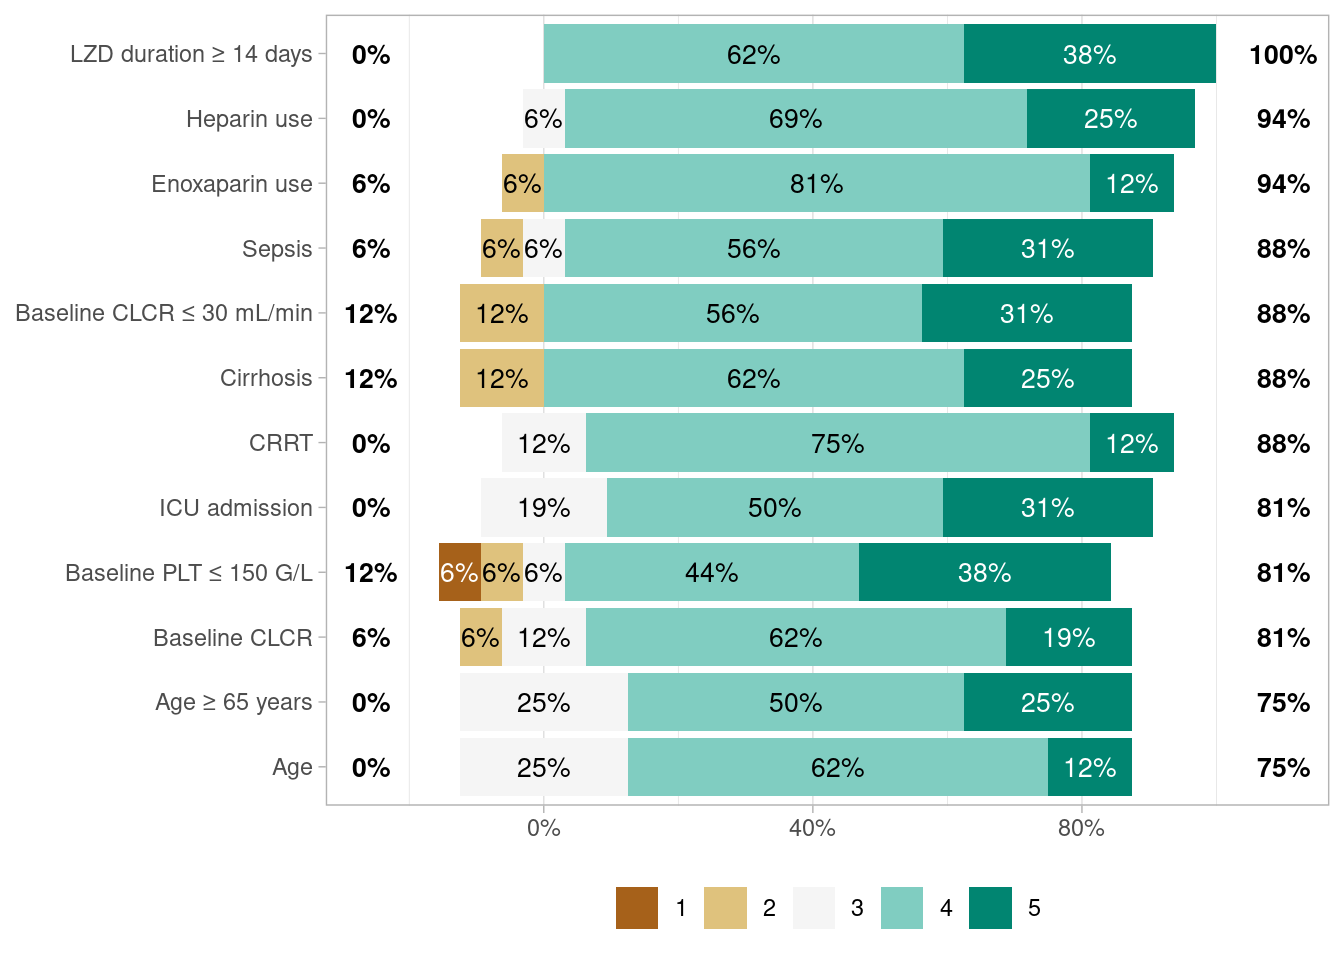 LZD duration ≥ 14 days 0% 62% 38% 100%
Heparin use 0% 6% 69% 25% 94%
Enoxaparin use 6% 6% 81% 12% 94%
Sepsis 6% 6% 6% 56% 31% 88%
Baseline CLCR ≤ 30 mL/min 12% 12% 56% 31% 88%
Cirrhosis 12% 12% 62% 25% 88%
CRRT 0% 12% 75% 12% 88%
ICU admission 0% 19% 50% 31% 81%
Baseline PLT ≤ 150 G/L 12% 6% 6% 6% 44% 38% 81%
Baseline CLCR 6% 6% 12% 62% 19% 81%
Age ≥ 65 years 0% 25% 50% 25% 75%
Age 0% 25% 62% 12% 75%
0% 40% 80%
1 2 3 4 5